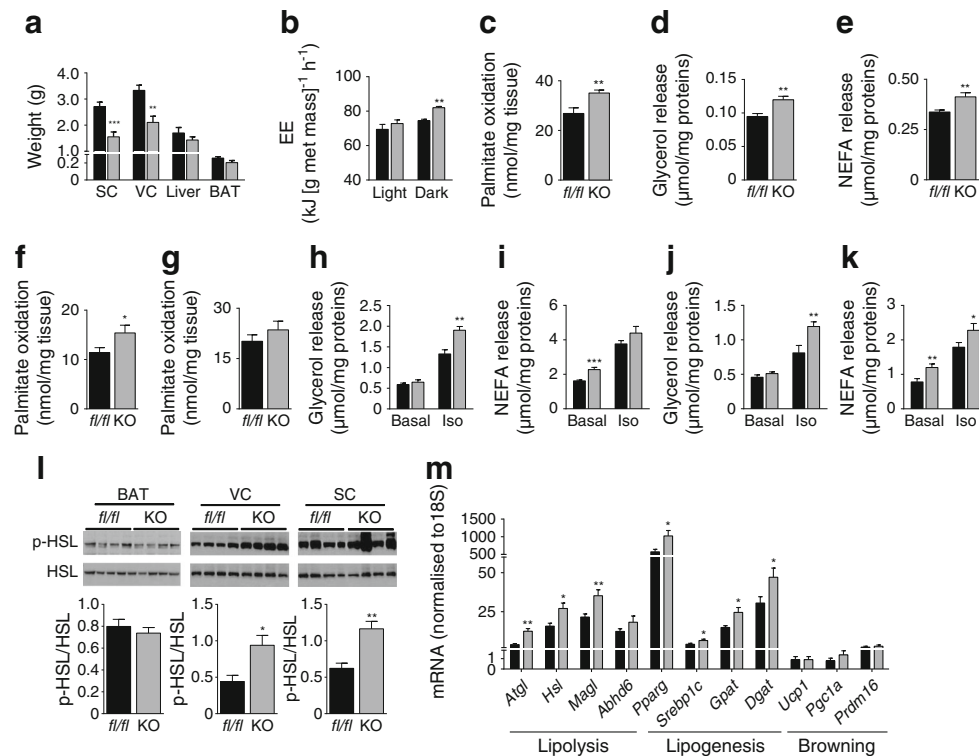 a
Weight (g)
4.0
3.0
2.0
1.0
0.2
0
***
**
SC VC Liver BAT
b
EE
(kJ [g met mass]⁻¹ h⁻¹)
100
80
60
**
Light Dark
c
Palmitate oxidation
(nmol/mg tissue)
40
20
0
**
fl/fl KO
d
Glycerol release
(µmol/mg proteins)
0.15
0.10
0.05
0
**
fl/fl KO
e
NEFA release
(µmol/mg proteins)
0.50
0.25
0
**
fl/fl KO
f
Palmitate oxidation
(nmol/mg tissue)
20
10
0
*
fl/fl KO
g
Palmitate oxidation
(nmol/mg tissue)
30
20
10
0
fl/fl KO
h
Glycerol release
(µmol/mg proteins)
2.5
2.0
1.5
1.0
0.5
0
**
Basal Iso
i
NEFA release
(µmol/mg proteins)
6
4
2
0
***
Basal Iso
j
Glycerol release
(µmol/mg proteins)
1.5
1.0
0.5
0
**
Basal Iso
k
NEFA release
(µmol/mg proteins)
3
2
1
0
** *
Basal Iso
l
BAT VC SC
fl/fl KO fl/fl KO fl/fl KO
p-HSL
HSL
p-HSL/HSL
1.0
0.8
0.6
0.4
0.2
0
fl/fl KO
p-HSL/HSL
1.5
1.0
0.5
0
*
fl/fl KO
p-HSL/HSL
1.5
1.0
0.5
0
**
fl/fl KO
m
mRNA (normalised to18S)
1500
1000
500
50
25
1
0
** * ** * * * *
Atgl Hsl Magl Abhd6 Pparg Srebp1c Gpat Dgat Ucp1 Pgc1a Prdm16
Lipolysis Lipogenesis Browning